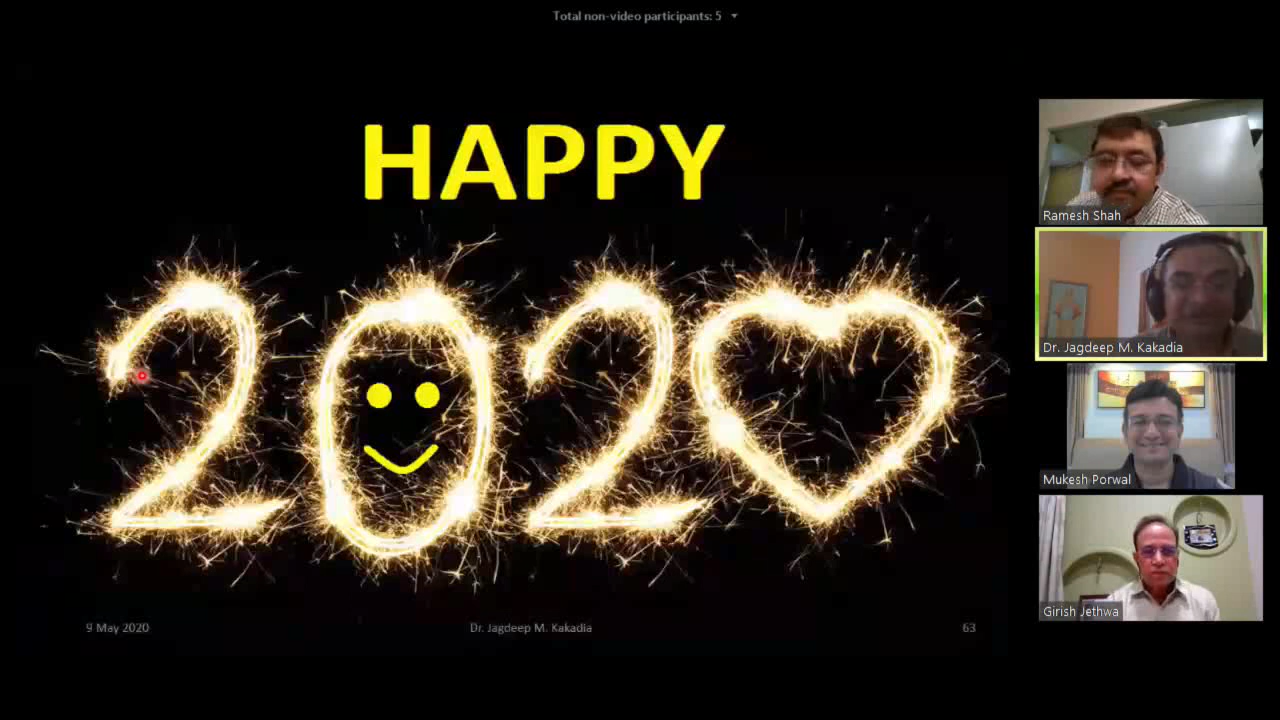 Total non-video participants: 5
HAPPY
202
9 May 2020
Dr. Jagdeep M. Kakadia
63
Ramesh Shah
Dr. Jagdeep M. Kakadia
Mukesh Porwal
Girish Jethwa